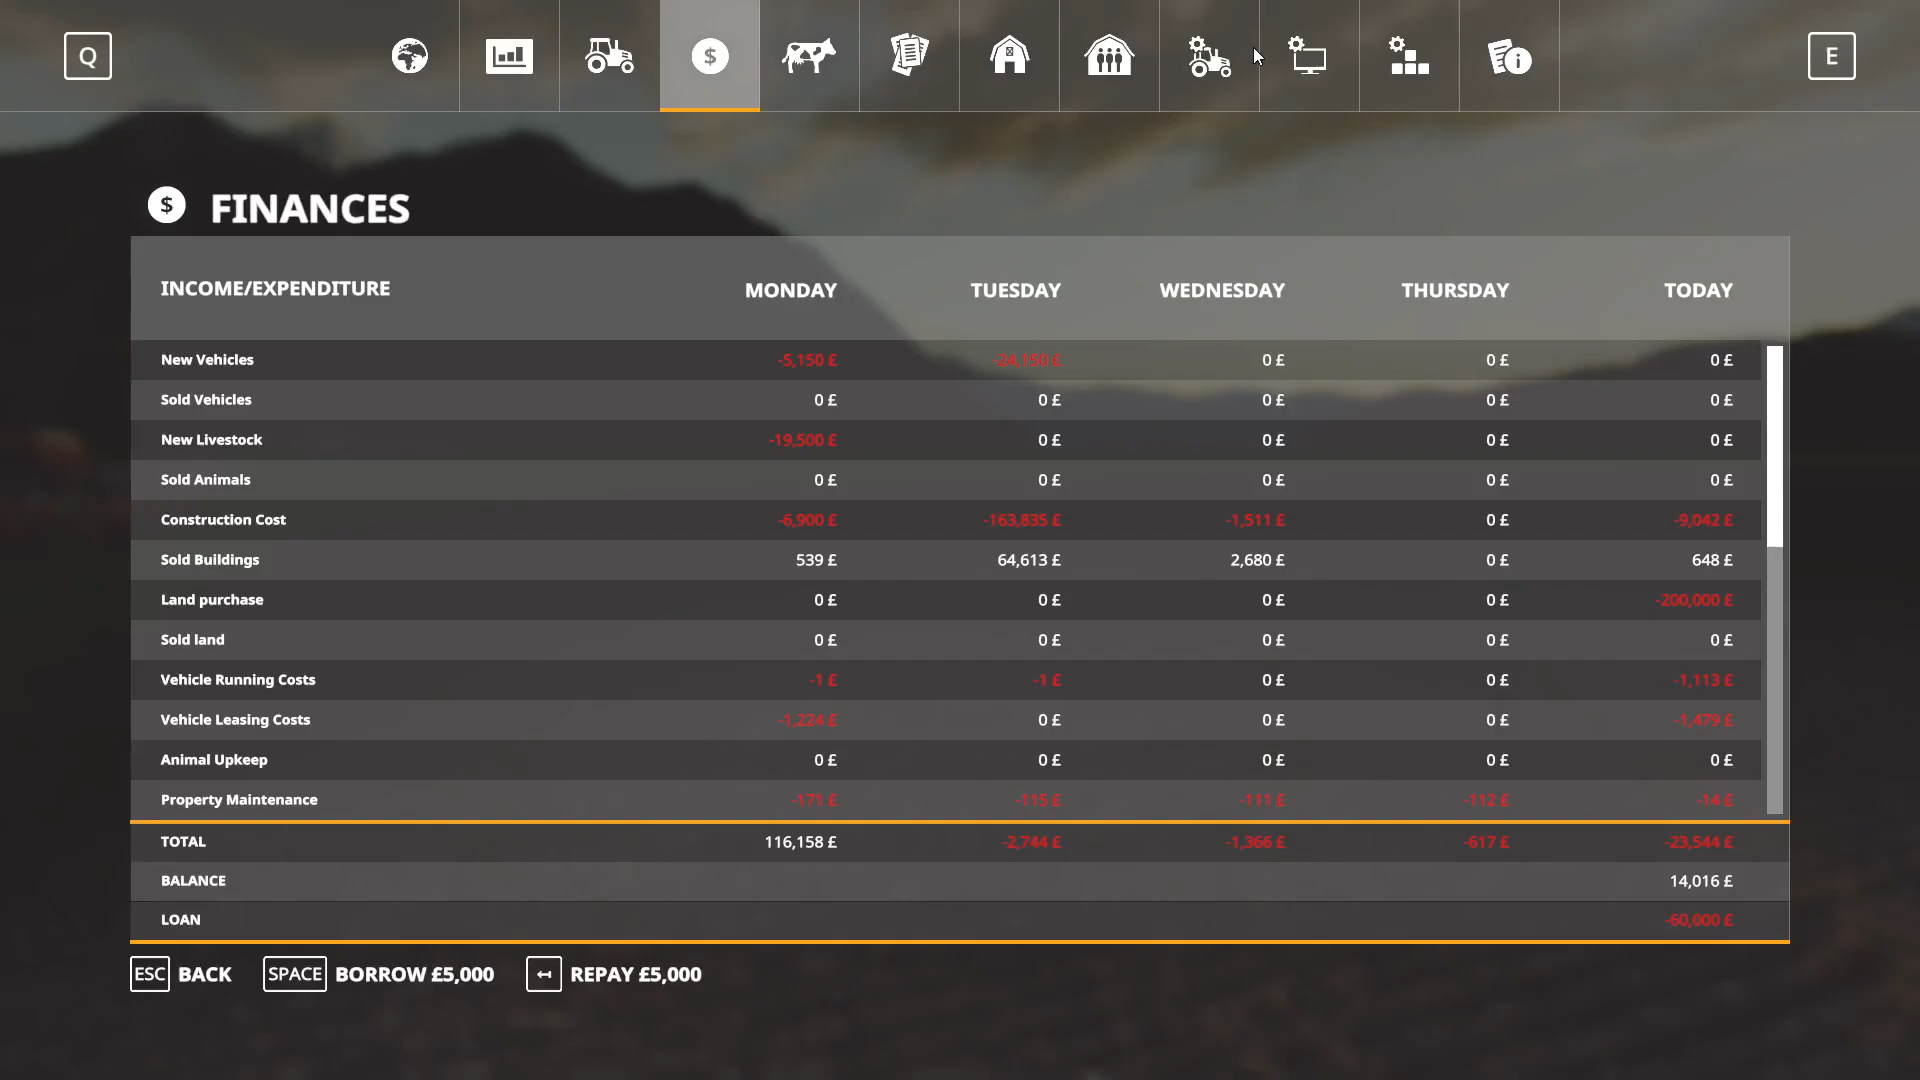 Q
$
E
$ FINANCES
INCOME/EXPENDITURE MONDAY TUESDAY WEDNESDAY THURSDAY TODAY
New Vehicles -5,150 £ -24,150 £ 0 £ 0 £ 0 £
Sold Vehicles 0 £ 0 £ 0 £ 0 £ 0 £
New Livestock -19,500 £ 0 £ 0 £ 0 £ 0 £
Sold Animals 0 £ 0 £ 0 £ 0 £ 0 £
Construction Cost -6,900 £ -163,835 £ -1,511 £ 0 £ -9,042 £
Sold Buildings 539 £ 64,613 £ 2,680 £ 0 £ 648 £
Land purchase 0 £ 0 £ 0 £ 0 £ -200,000 £
Sold land 0 £ 0 £ 0 £ 0 £ 0 £
Vehicle Running Costs -1 £ -1 £ 0 £ 0 £ -1,113 £
Vehicle Leasing Costs -1,224 £ 0 £ 0 £ 0 £ -1,479 £
Animal Upkeep 0 £ 0 £ 0 £ 0 £ 0 £
Property Maintenance -171 £ -115 £ -111 £ -112 £ -14 £
TOTAL 116,158 £ -2,744 £ -1,366 £ -617 £ -23,544 £
BALANCE 14,016 £
LOAN -60,000 £
ESC BACK SPACE BORROW £5,000 REPAY £5,000